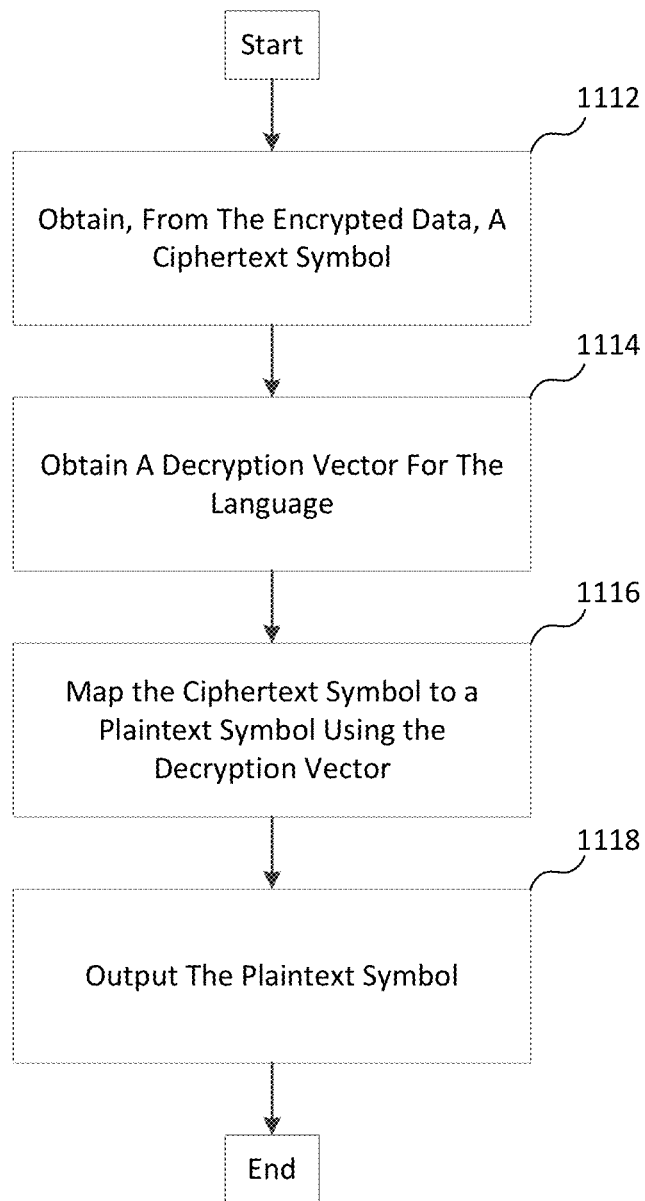 Start
1112
Obtain, From The Encrypted Data, A
Ciphertext Symbol
1114
Obtain A Decryption Vector For The
Language
1116
Map the Ciphertext Symbol to a
Plaintext Symbol Using the
Decryption Vector
1118
Output The Plaintext Symbol
End